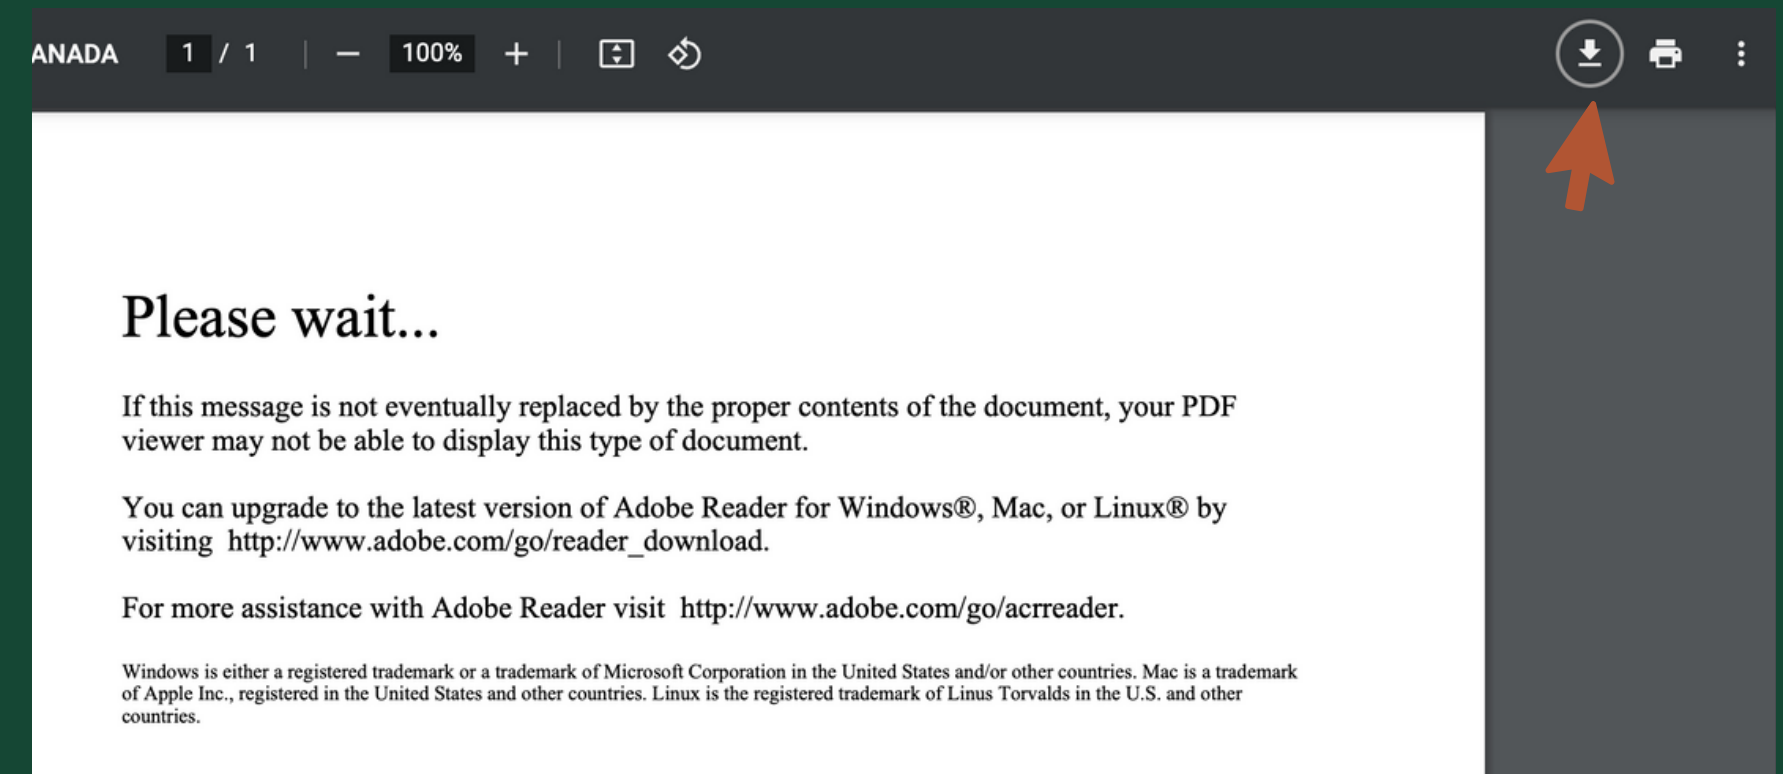 ANADA 1 / 1 100%
Please wait...
If this message is not eventually replaced by the proper contents of the document, your PDF
viewer may not be able to display this type of document.
You can upgrade to the latest version of Adobe Reader for Windows®, Mac, or Linux® by
visiting http://www.adobe.com/go/reader_download.
For more assistance with Adobe Reader visit http://www.adobe.com/go/acrreader.
Windows is either a registered trademark or a trademark of Microsoft Corporation in the United States and/or other countries. Mac is a trademark
of Apple Inc., registered in the United States and other countries. Linux is the registered trademark of Linus Torvalds in the U.S. and other
countries.